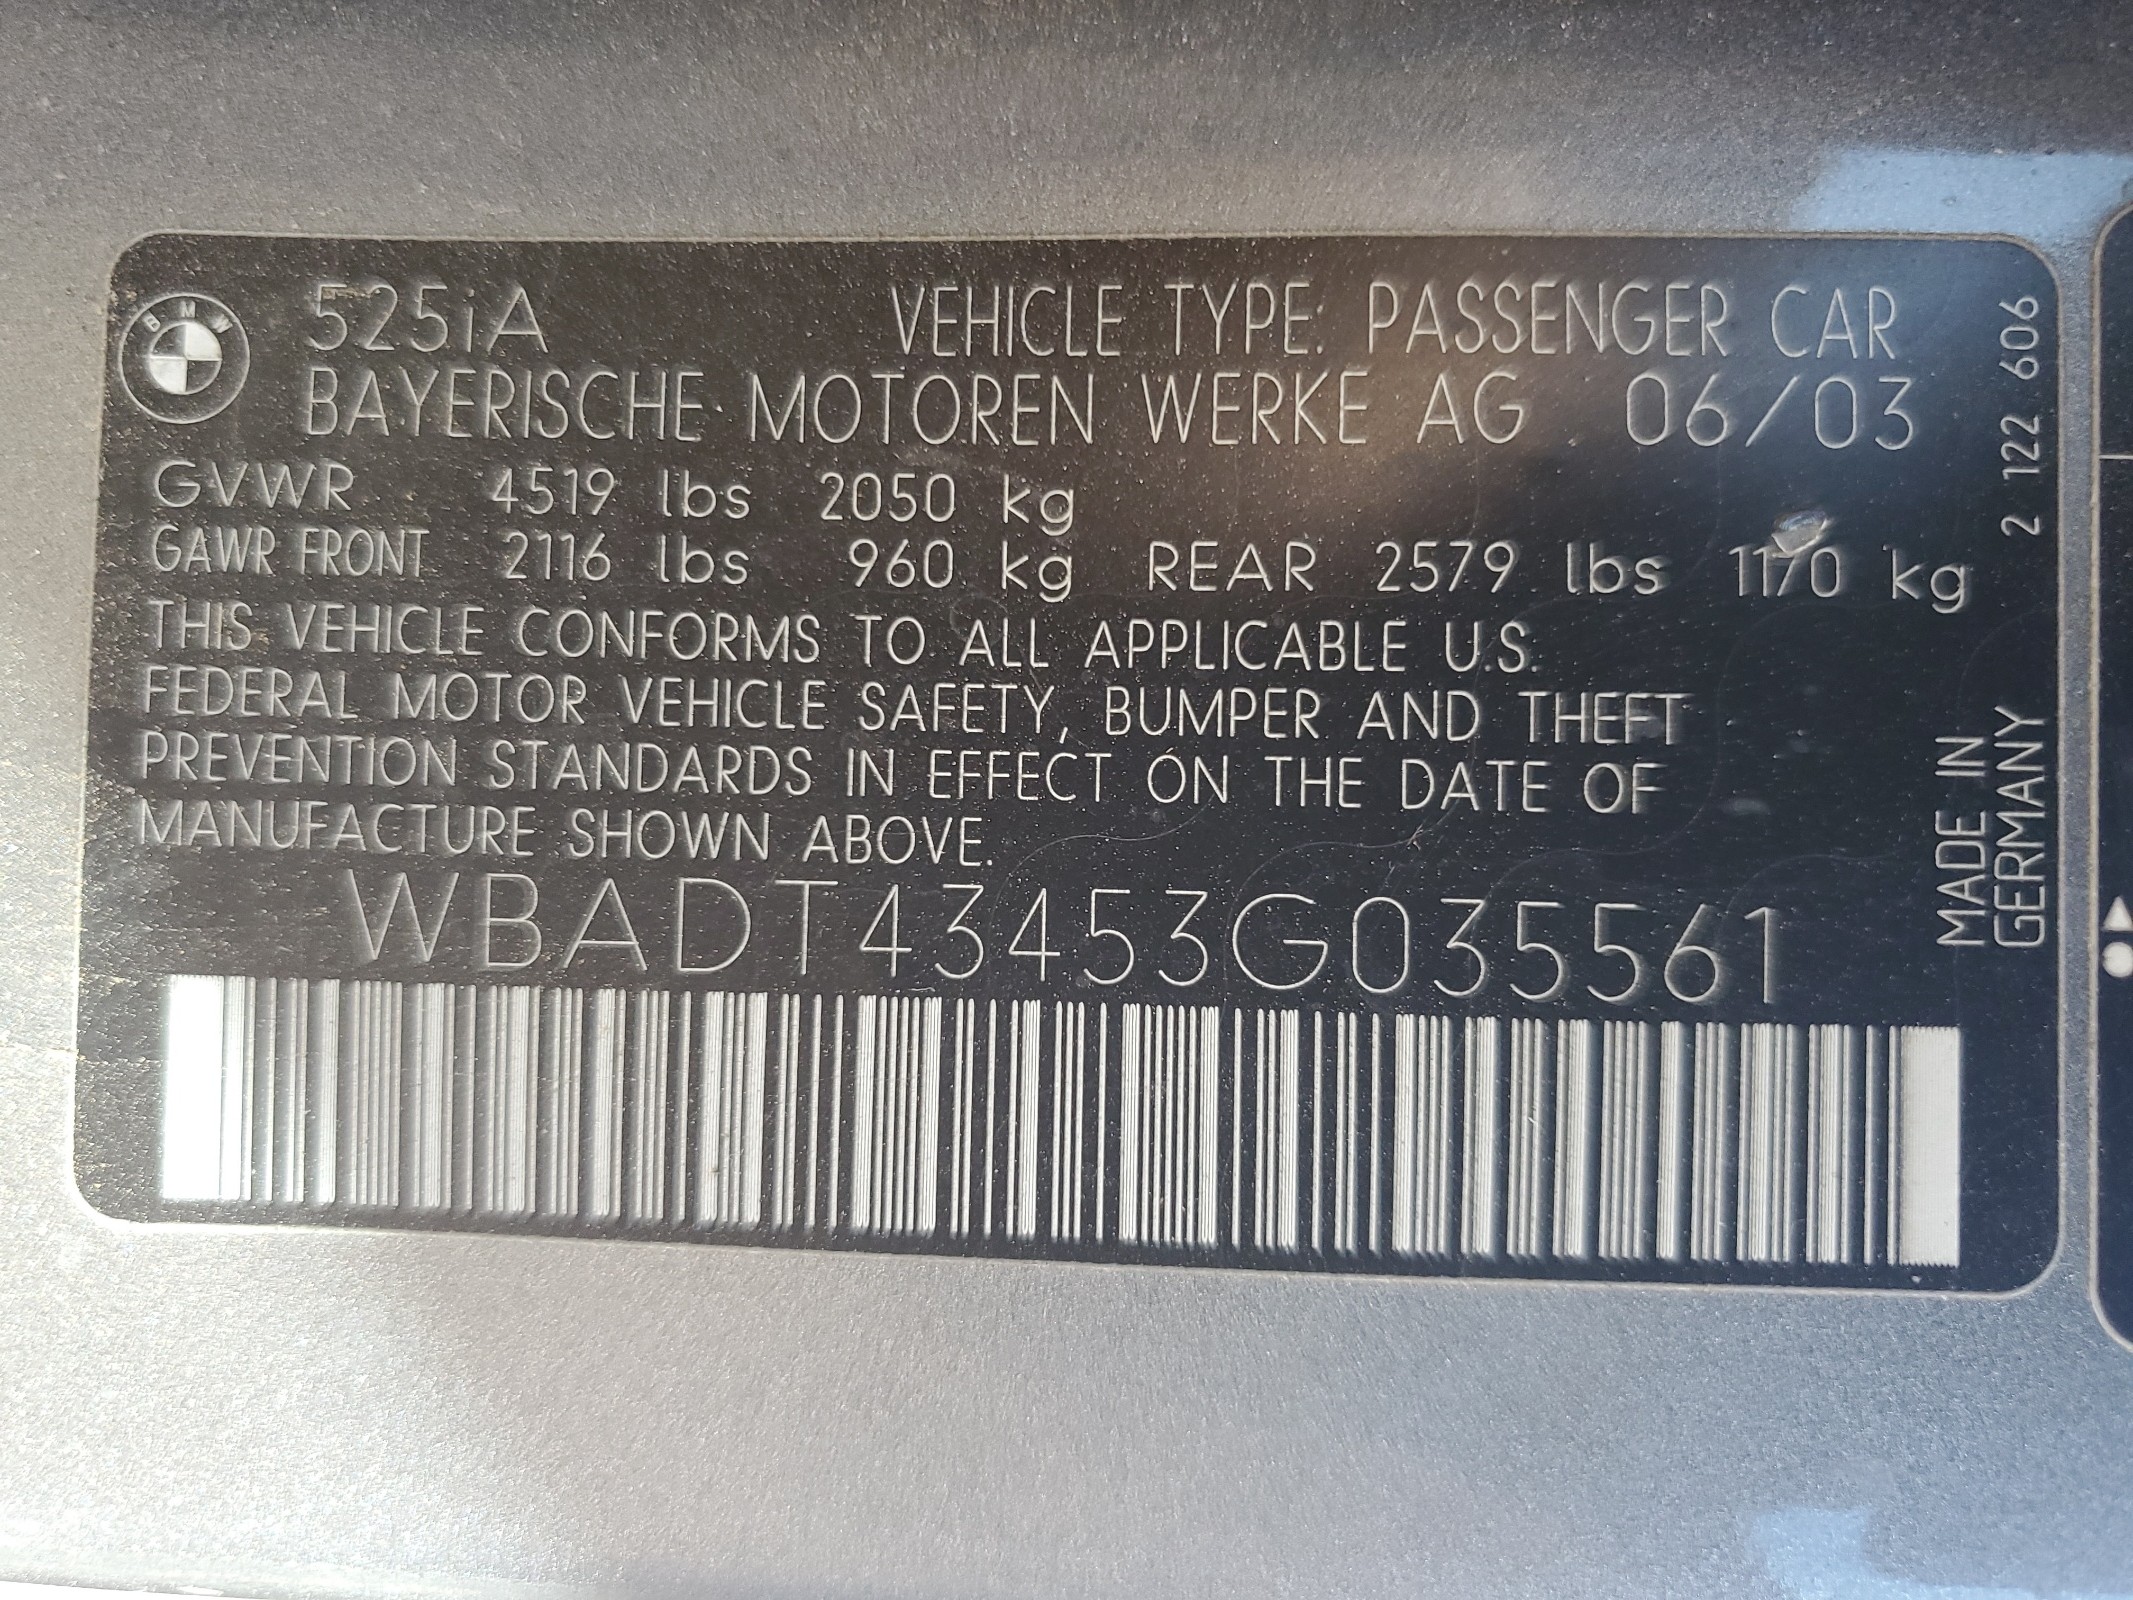 BMW
525iA VEHICLE TYPE: PASSENGER CAR
BAYERISCHE MOTOREN WERKE AG 06/03
GVWR 4519 lbs 2050 kg
GAWR FRONT 2116 lbs 960 kg REAR 2579 lbs 1170 kg
THIS VEHICLE CONFORMS TO ALL APPLICABLE U.S.
FEDERAL MOTOR VEHICLE SAFETY, BUMPER AND THEFT
PREVENTION STANDARDS IN EFFECT ON THE DATE OF
MANUFACTURE SHOWN ABOVE.
WBADT43453G035561
2 122 606
MADE IN
GERMANY